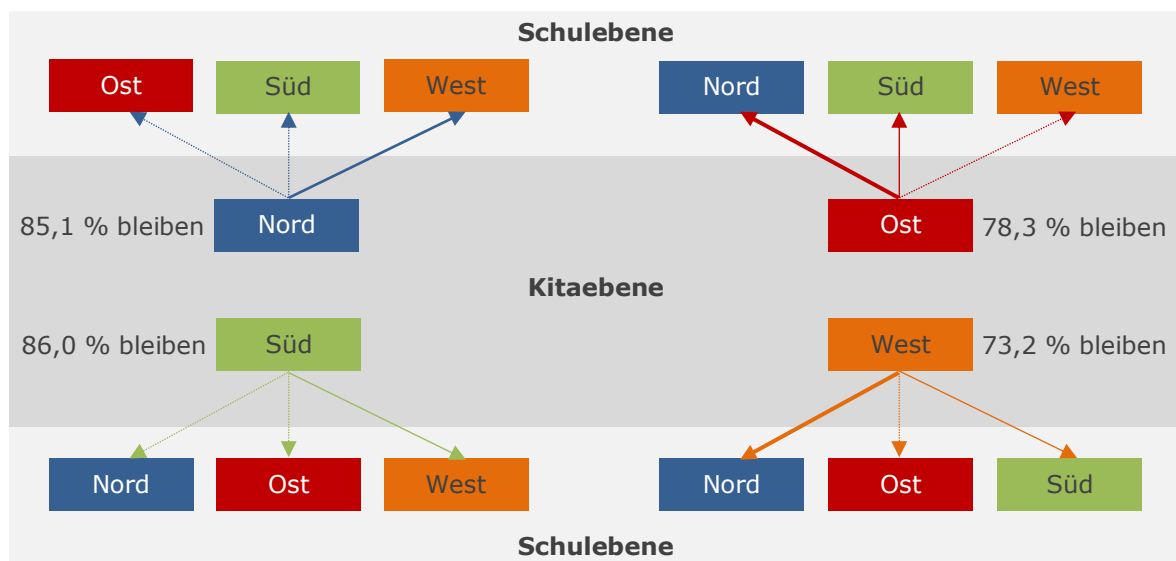 Schulebene
Ost Süd West
Nord Süd West
85,1 % bleiben Nord
Ost 78,3 % bleiben
Kitaebene
86,0 % bleiben Süd
West 73,2 % bleiben
Nord Ost West
Nord Ost Süd
Schulebene